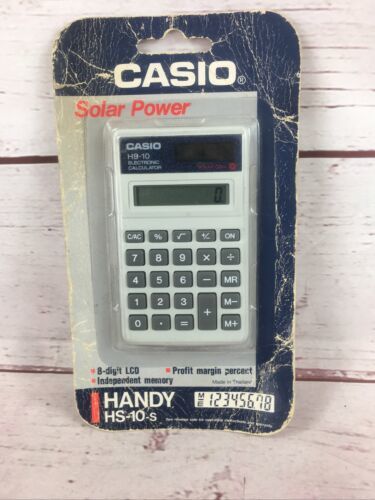 CASIO®
Solar Power
CASIO
HS-10
ELECTRONIC
CALCULATOR
0.
C/AC % √ +/- ON
7 8 9 × ÷
4 5 6 − MR
1 2 3 + M−
0 · = M+
• 8-digit LCD • Profit margin percent
• Independent memory Made in Thailand
HANDY M E 12345678
HS-10-S